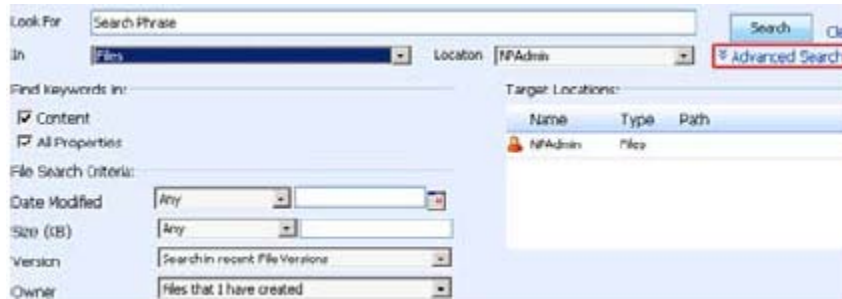 Look For Search Phrase Search Cle
In Files Location NPAdmin Advanced Search
Find Keywords in: Target Locations:
Content Name Type Path
All Properties NPAdmin Files
File Search Criteria:
Date Modified Any
Size (KB) Any
Version Search in recent File Versions
Owner Files that I have created